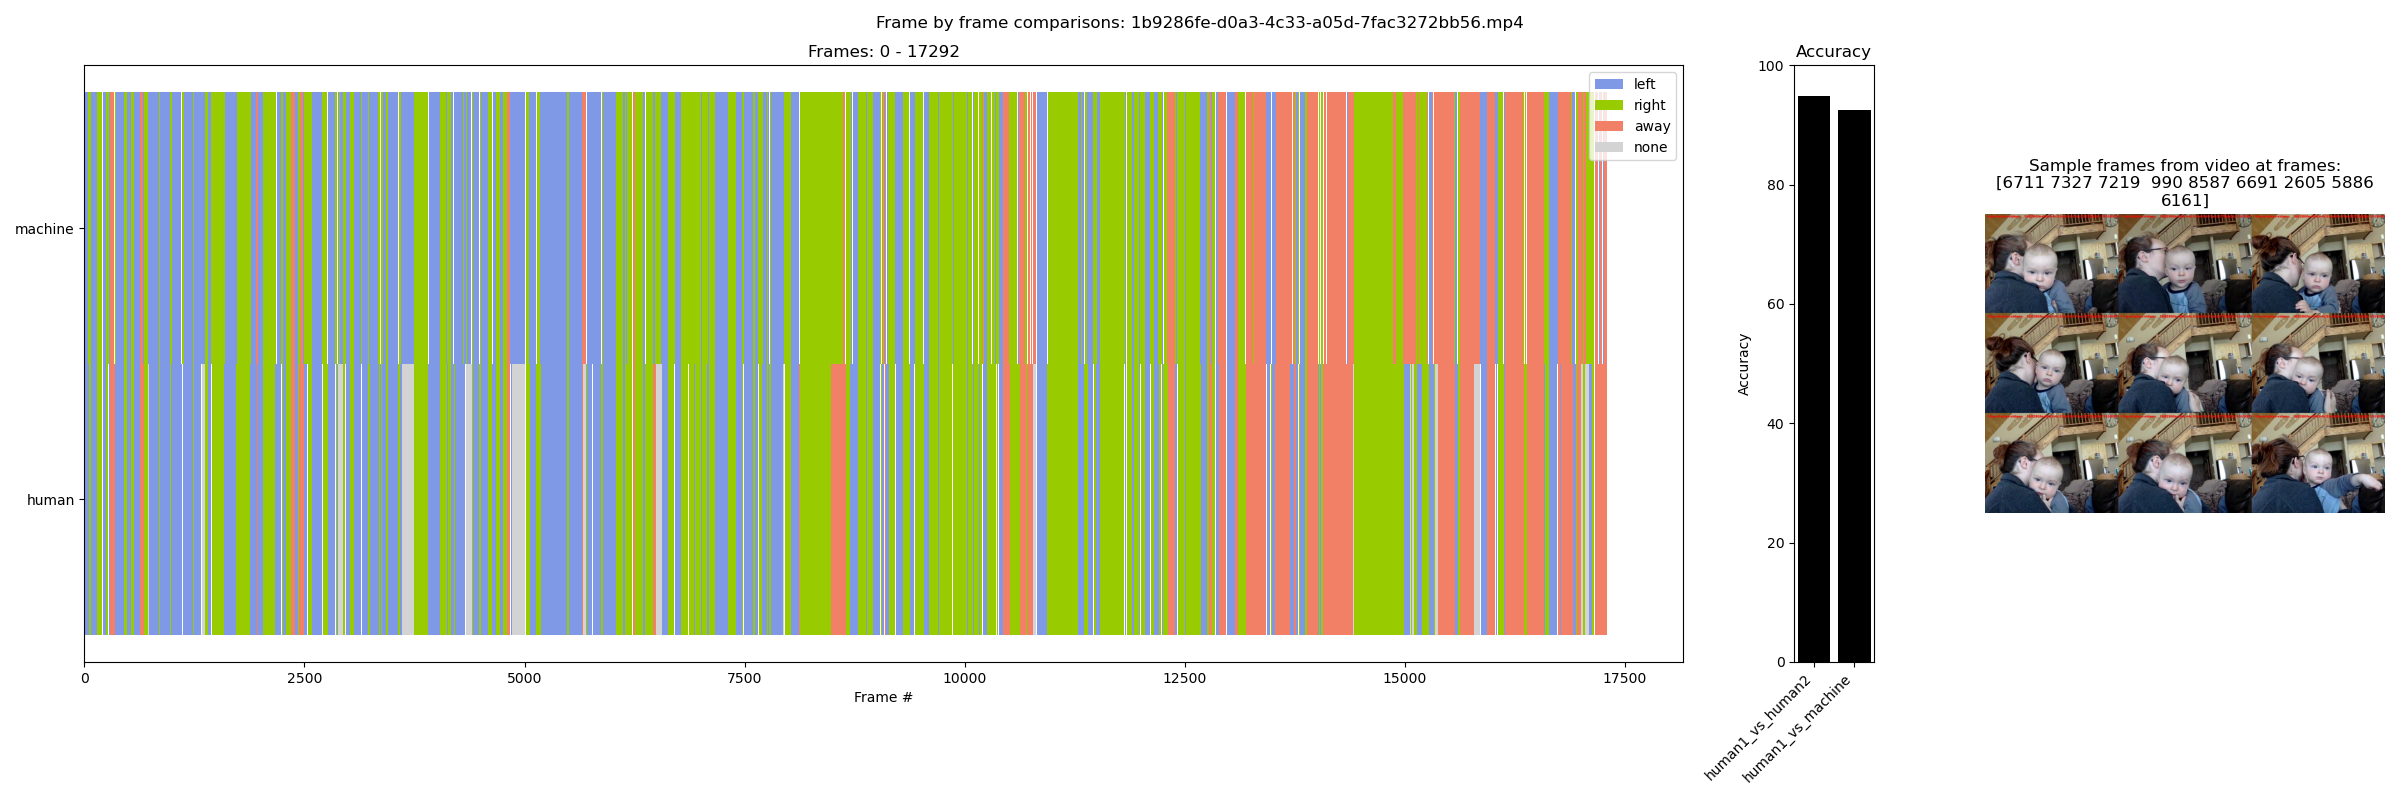 Frame by frame comparisons: 1b9286fe-d0a3-4c33-a05d-7fac3272bb56.mp4
Frames: 0 - 17292
left
right
away
none
machine
human
0
2500
5000
7500
10000
12500
15000
17500
Frame #
Accuracy
100
80
60
40
20
0
Accuracy
human1_vs_human2
human1_vs_machine
Sample frames from video at frames:
[6711 7327 7219  990 8587 6691 2605 5886
6161]